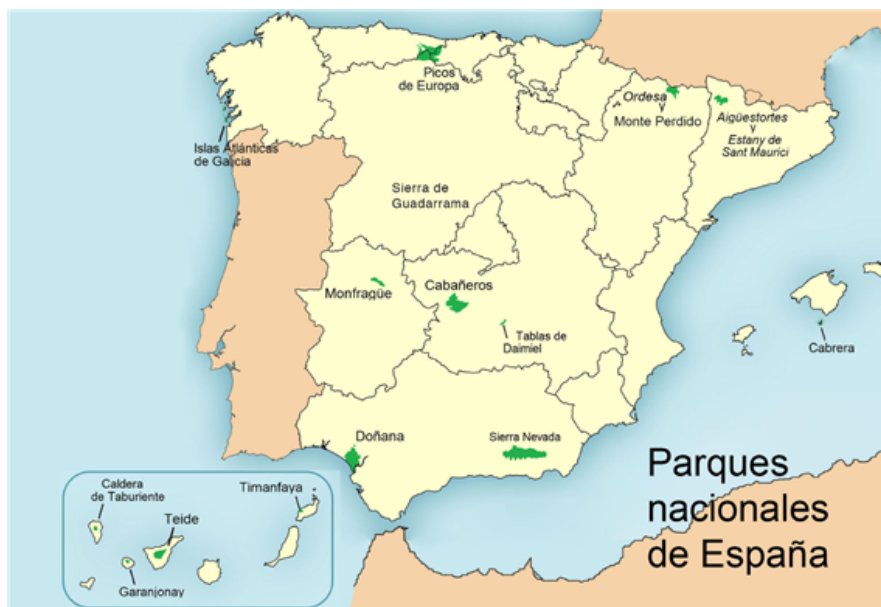 Picos
de Europa
Ordesa
y
Monte Perdido
Aigüestortes
y
Estany de
Sant Maurici
Islas Atlánticas
de Galicia
Sierra de
Guadarrama
Monfragüe
Cabañeros
Tablas de
Daimiel
Cabrera
Doñana
Sierra Nevada
Parques
nacionales
de España
Caldera
de Taburiente
Timanfaya
Teide
Garanjonay